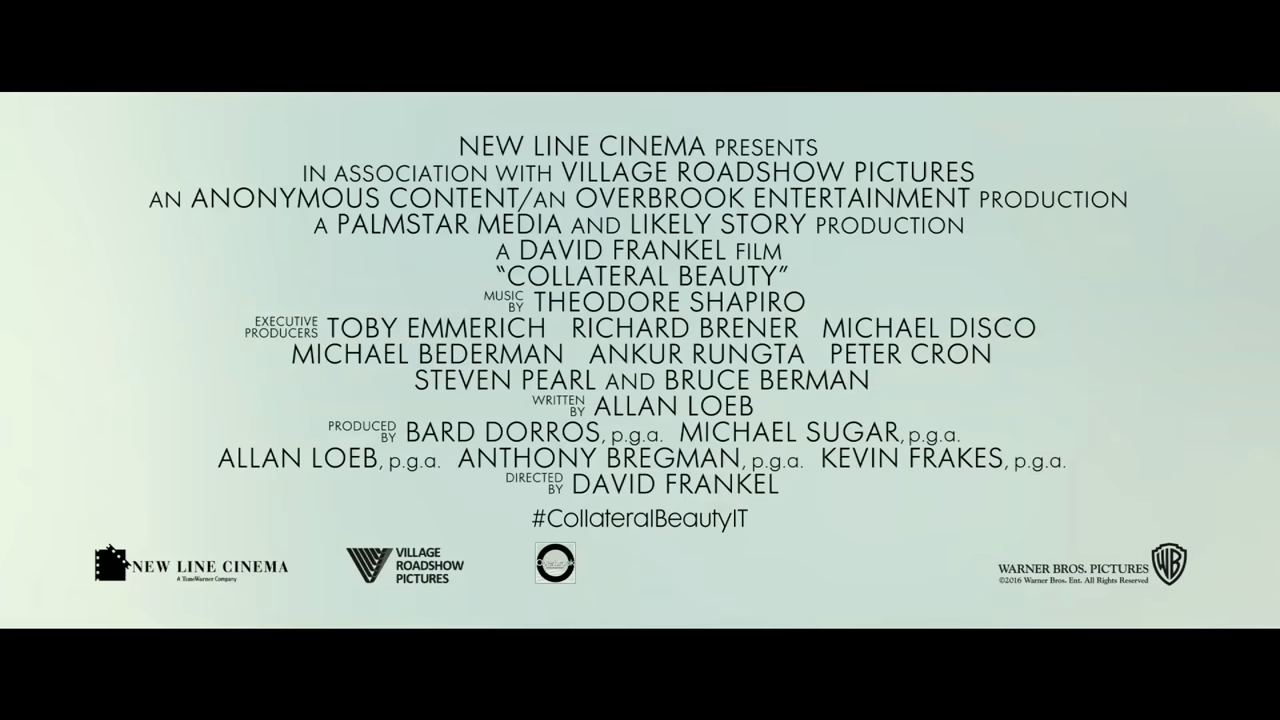 NEW LINE CINEMA PRESENTS
IN ASSOCIATION WITH VILLAGE ROADSHOW PICTURES
AN ANONYMOUS CONTENT/AN OVERBROOK ENTERTAINMENT PRODUCTION
A PALMSTAR MEDIA AND LIKELY STORY PRODUCTION
A DAVID FRANKEL FILM
“COLLATERAL BEAUTY”
MUSIC BY THEODORE SHAPIRO
EXECUTIVE PRODUCERS TOBY EMMERICH RICHARD BRENER MICHAEL DISCO
MICHAEL BEDERMAN ANKUR RUNGTA PETER CRON
STEVEN PEARL AND BRUCE BERMAN
WRITTEN BY ALLAN LOEB
PRODUCED BY BARD DORROS, p.g.a. MICHAEL SUGAR, p.g.a.
ALLAN LOEB, p.g.a. ANTHONY BREGMAN, p.g.a. KEVIN FRAKES, p.g.a.
DIRECTED BY DAVID FRANKEL
#CollateralBeautyIT
NEW LINE CINEMA
A TimeWarner Company
VILLAGE
ROADSHOW
PICTURES
WARNER BROS. PICTURES
©2016 Warner Bros. Ent. All Rights Reserved
WB